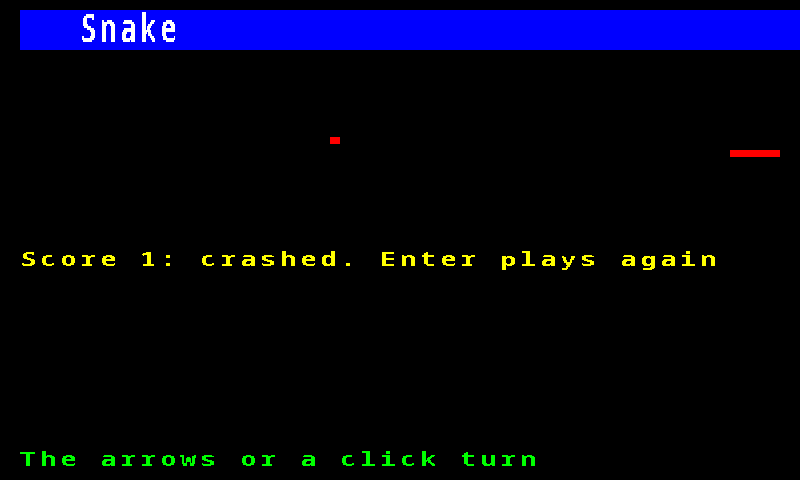 Snake
Score 1: crashed. Enter plays again
The arrows or a click turn